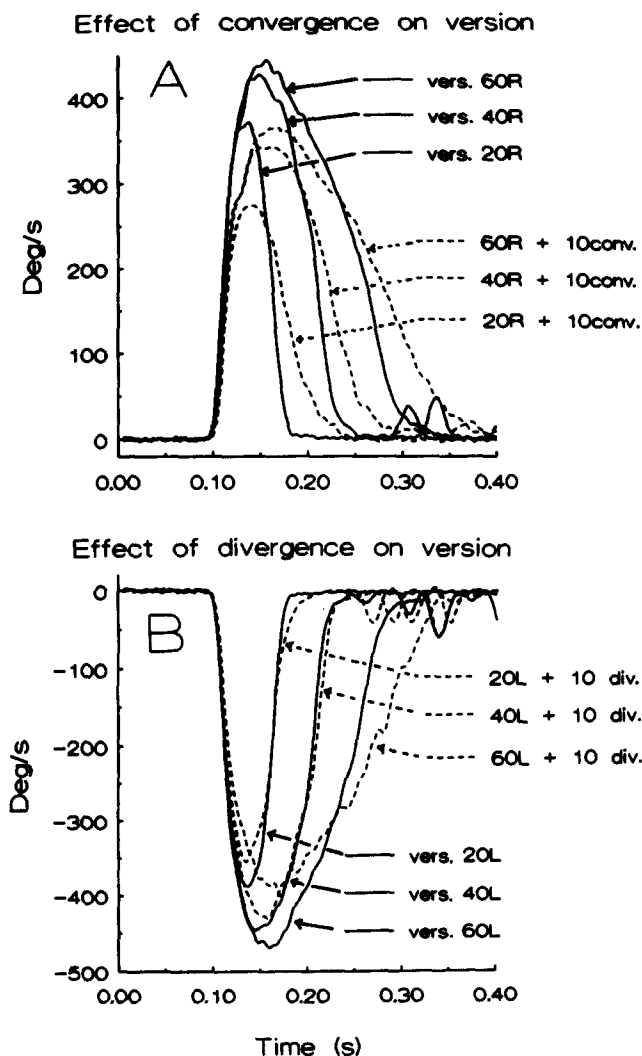 Effect of convergence on version
A
Deg/s
400
300
200
100
0
vers. 60R
vers. 40R
vers. 20R
60R + 10conv.
40R + 10conv.
20R + 10conv.
0.00 0.10 0.20 0.30 0.40
Effect of divergence on version
B
Deg/s
0
-100
-200
-300
-400
-500
20L + 10 div.
40L + 10 div.
60L + 10 div.
vers. 20L
vers. 40L
vers. 60L
0.00 0.10 0.20 0.30 0.40
Time (s)